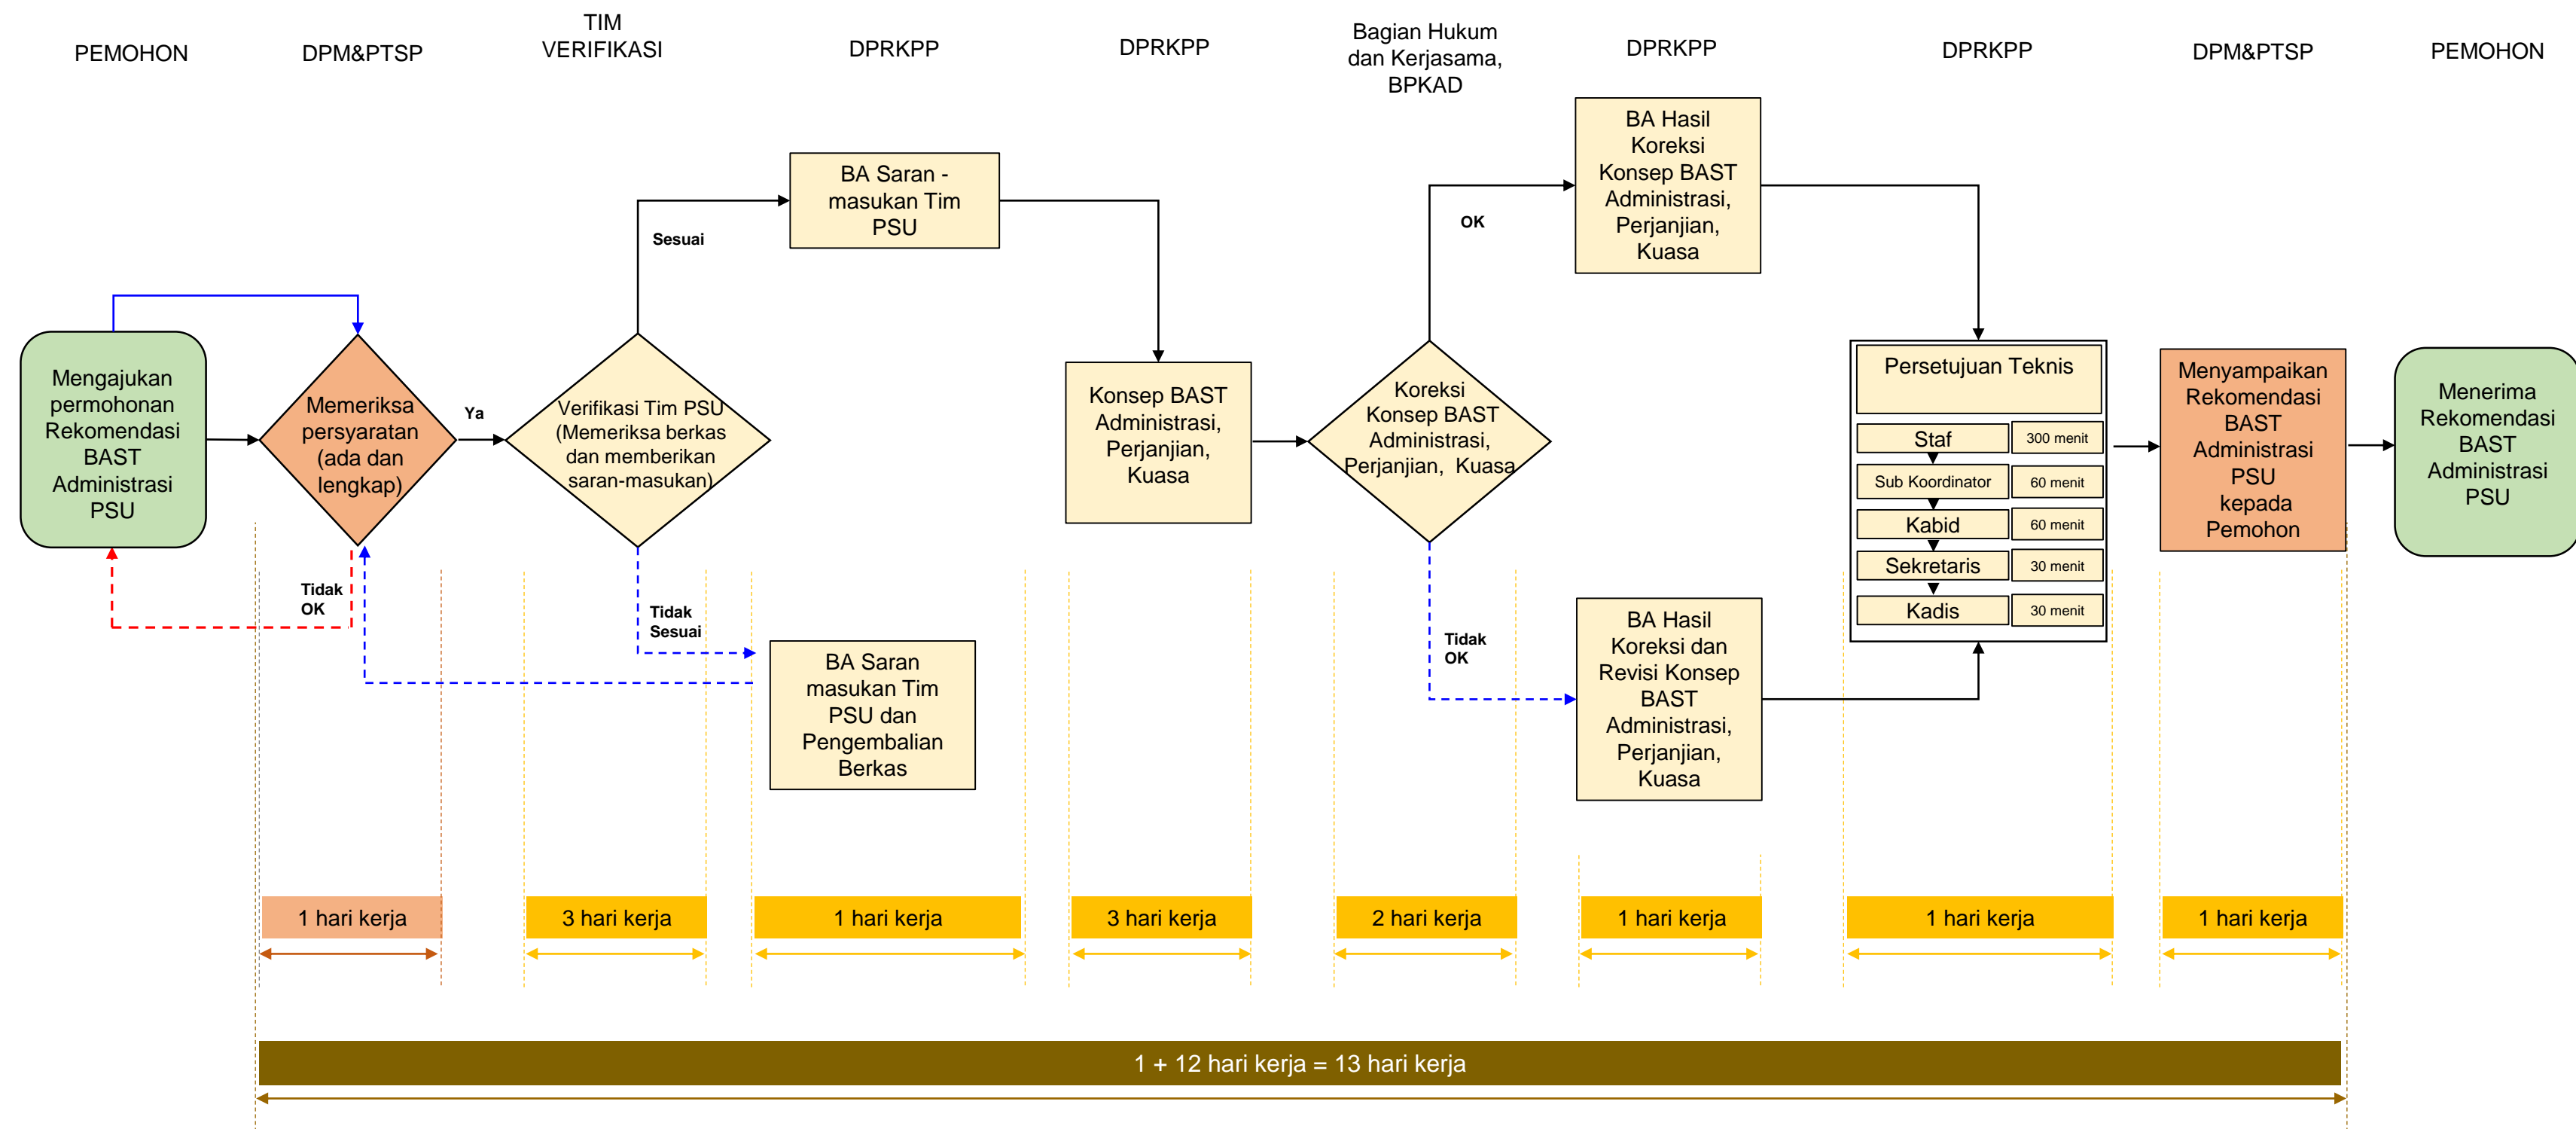 PEMOHON
DPM&PTSP
TIM
VERIFIKASI
DPRKPP
DPRKPP
Bagian Hukum
dan Kerjasama,
BPKAD
DPRKPP
DPRKPP
DPM&PTSP
PEMOHON
Mengajukan
permohonan
Rekomendasi
BAST
Administrasi
PSU
Memeriksa
persyaratan
(ada dan
lengkap)
Ya
Tidak
OK
Verifikasi Tim PSU
(Memeriksa berkas
dan memberikan
saran-masukan)
Sesuai
Tidak
Sesuai
BA Saran -
masukan Tim
PSU
BA Saran
masukan Tim
PSU dan
Pengembalian
Berkas
Konsep BAST
Administrasi,
Perjanjian,
Kuasa
Koreksi
Konsep BAST
Administrasi,
Perjanjian, Kuasa
OK
Tidak
OK
BA Hasil
Koreksi
Konsep BAST
Administrasi,
Perjanjian,
Kuasa
BA Hasil
Koreksi dan
Revisi Konsep
BAST
Administrasi,
Perjanjian,
Kuasa
Persetujuan Teknis
Staf 300 menit
Sub Koordinator 60 menit
Kabid 60 menit
Sekretaris 30 menit
Kadis 30 menit
Menyampaikan
Rekomendasi
BAST
Administrasi
PSU
kepada
Pemohon
Menerima
Rekomendasi
BAST
Administrasi
PSU
1 hari kerja
3 hari kerja
1 hari kerja
3 hari kerja
2 hari kerja
1 hari kerja
1 hari kerja
1 hari kerja
1 + 12 hari kerja = 13 hari kerja